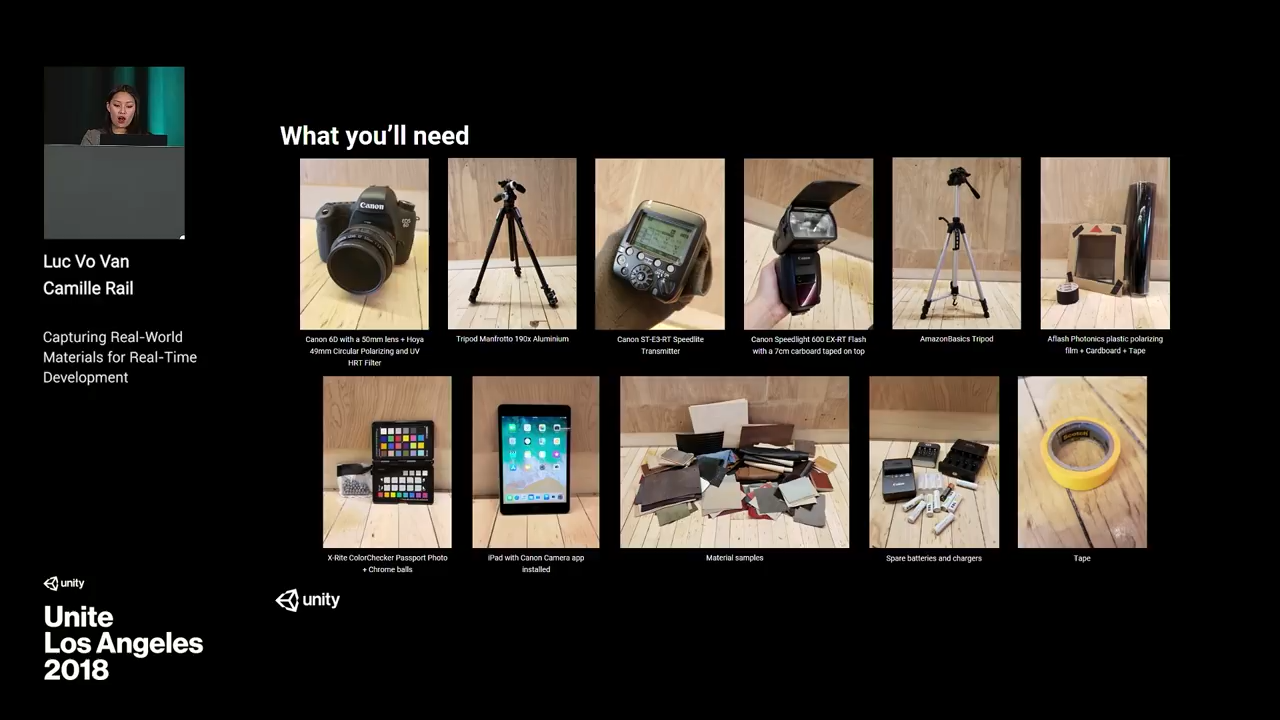 What you'll need
Canon
Canon 6D with a 50mm lens + Hoya
49mm Circular Polarizing and UV
HRT Filter
Tripod Manfrotto 190x Aluminium
Canon ST-E3-RT Speedlite
Transmitter
Canon Speedlight 600 EX-RT Flash
with a 7cm carboard taped on top
AmazonBasics Tripod
Aflash Photonics plastic polarizing
film + Cardboard + Tape
X-Rite ColorChecker Passport Photo
+ Chrome balls
iPad with Canon Camera app
installed
Material samples
Spare batteries and chargers
Tape
unity
Luc Vo Van
Camille Rail
Capturing Real-World
Materials for Real-Time
Development
unity
Unite
Los Angeles
2018